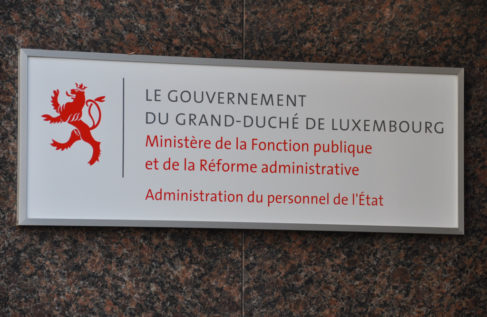 LE GOUVERNEMENT
DU GRAND-DUCHÉ DE LUXEMBOURG
Ministère de la Fonction publique
et de la Réforme administrative
Administration du personnel de l'État